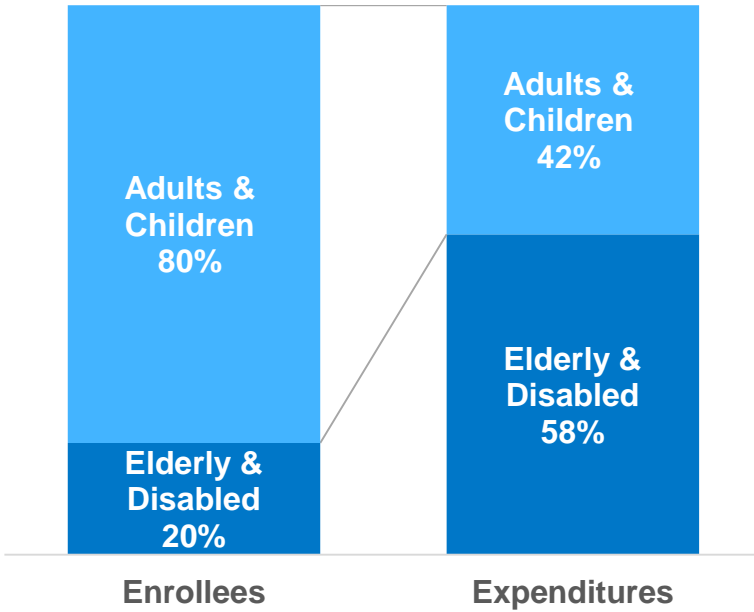 Adults &
Children
80%
Elderly &
Disabled
20%
Adults &
Children
42%
Elderly &
Disabled
58%
Enrollees
Expenditures